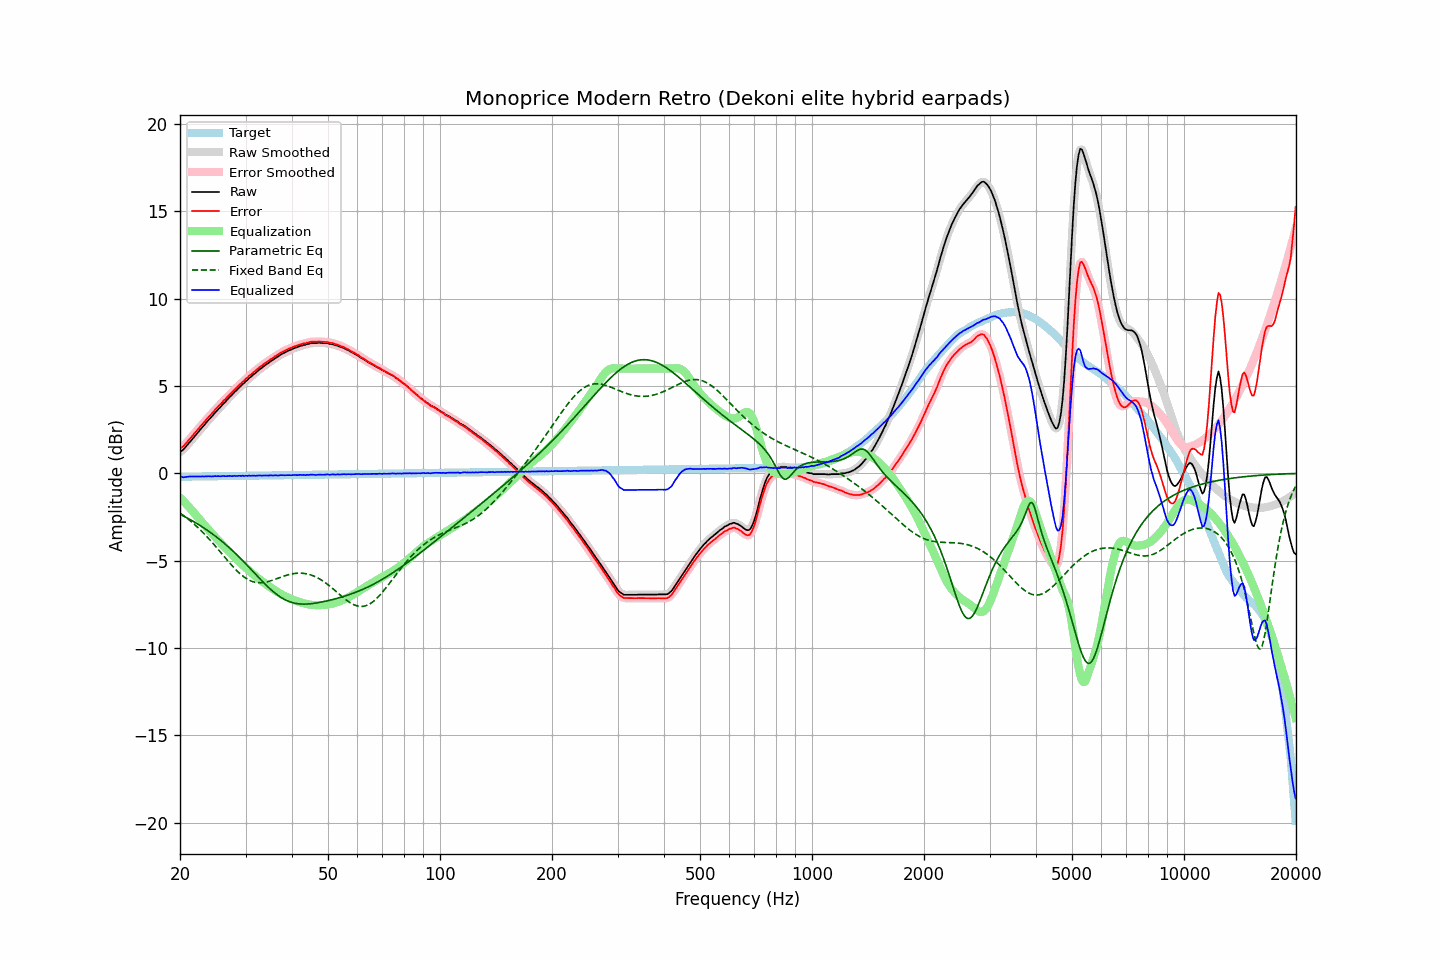 Monoprice Modern Retro (Dekoni elite hybrid earpads)
Target
Raw Smoothed
Error Smoothed
Raw
Error
Equalization
Parametric Eq
Fixed Band Eq
Equalized
Amplitude (dBr)
20
15
10
5
0
−5
−10
−15
−20
20
50
100
200
500
1000
2000
5000
10000
20000
Frequency (Hz)